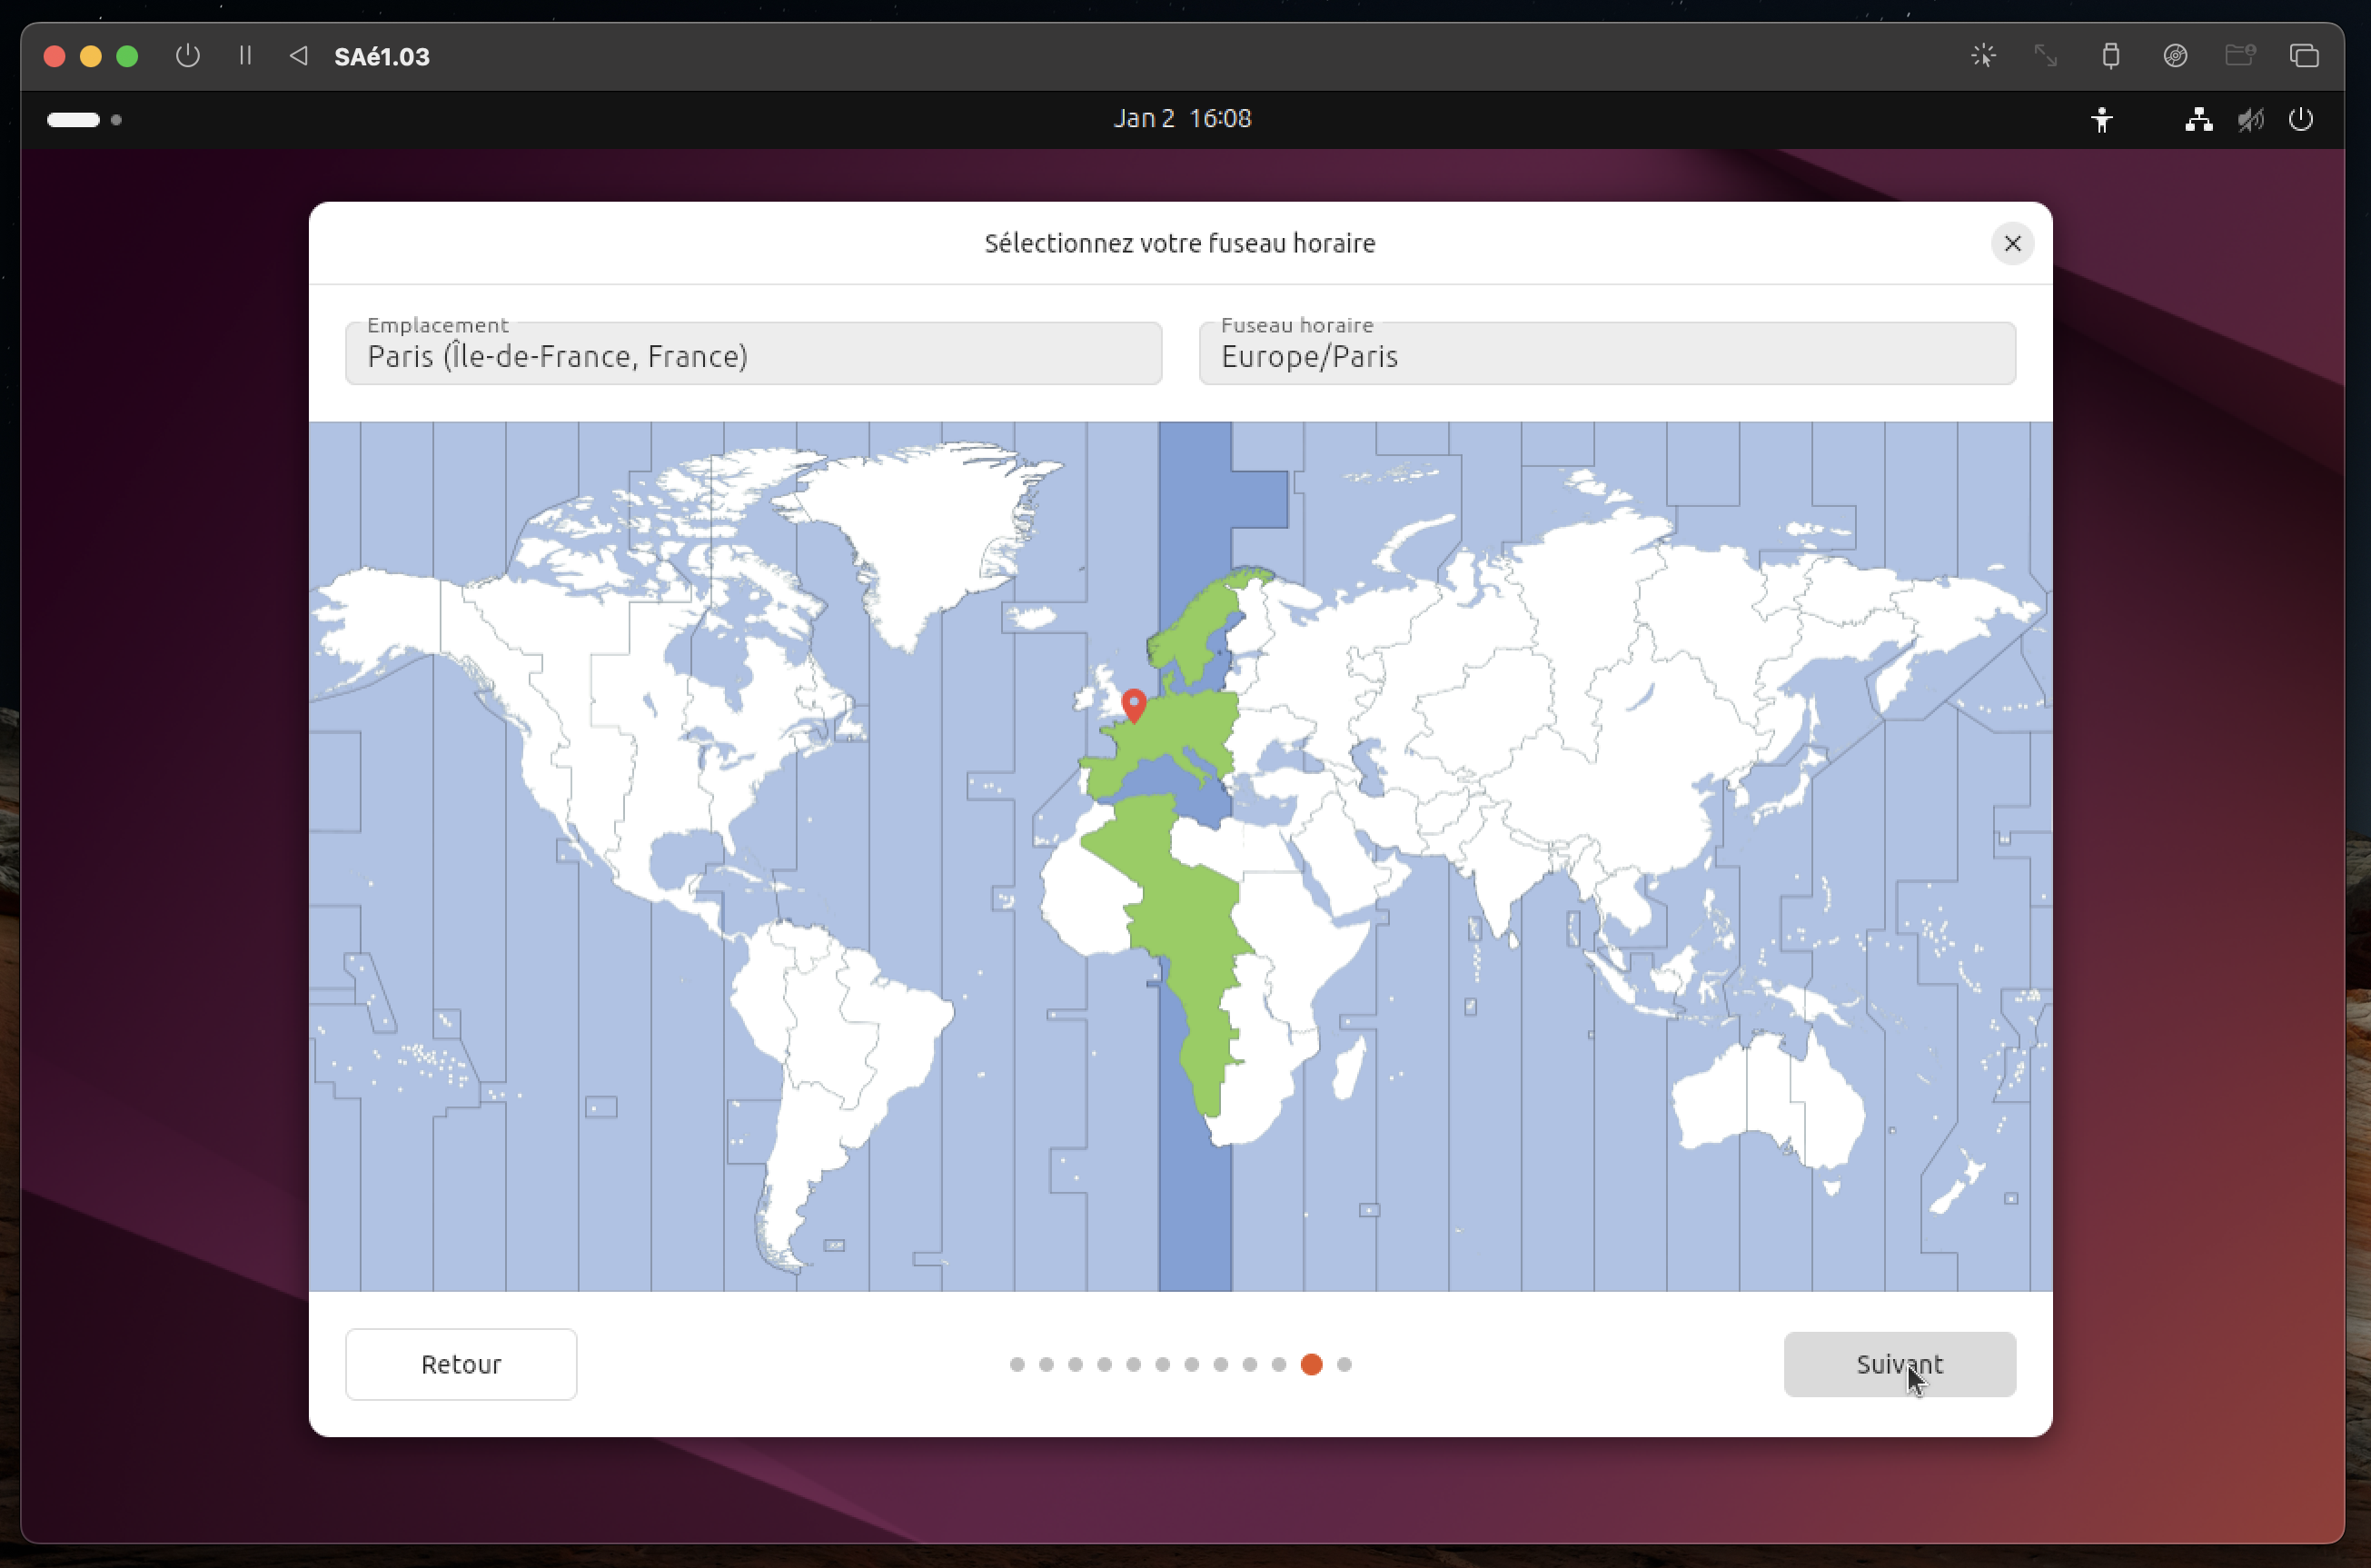 SAé1.03
Jan 2 16:08
Sélectionnez votre fuseau horaire
Emplacement
Paris (Île-de-France, France)
Fuseau horaire
Europe/Paris
Retour
Suivant